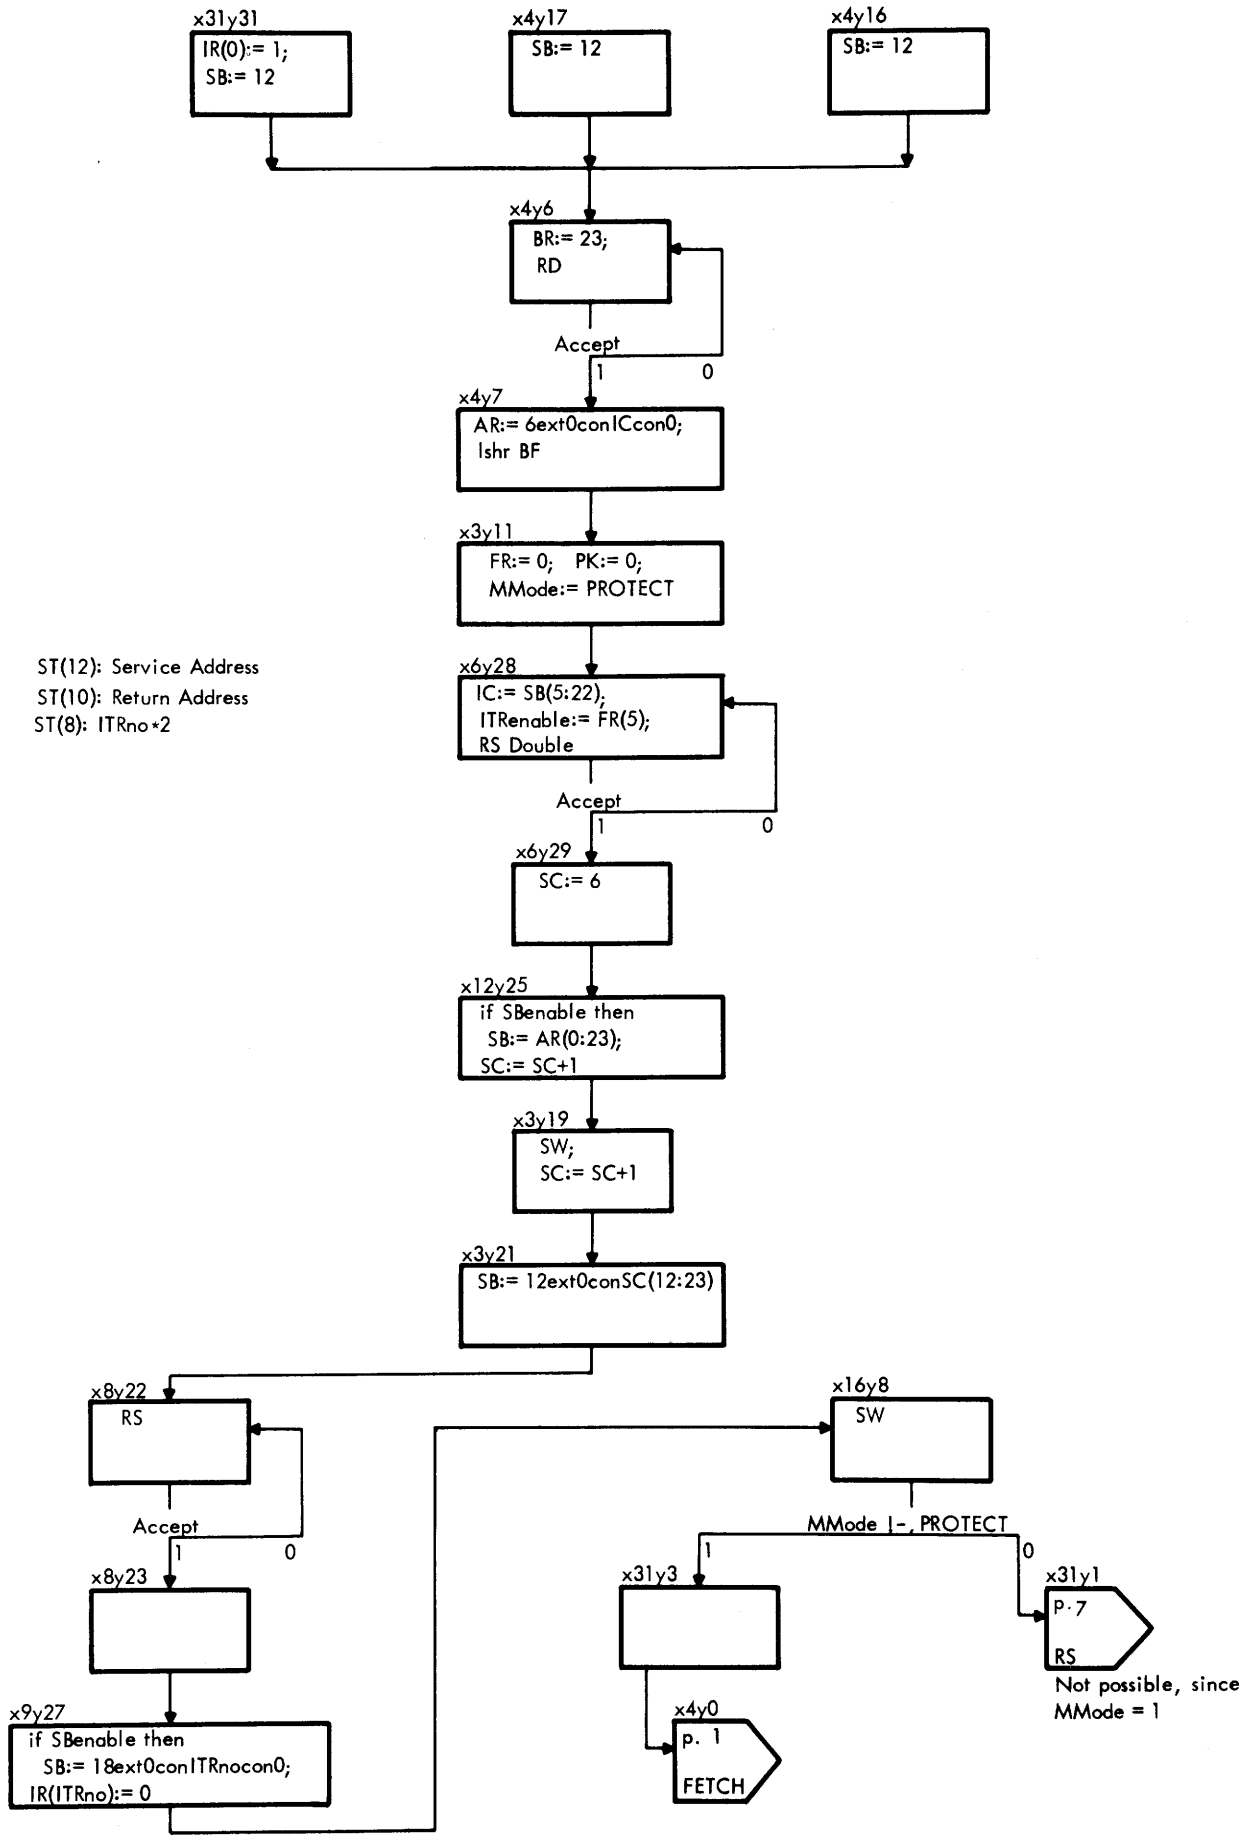 x31y31
IR(0):= 1;
SB:= 12
x4y17
SB:= 12
x4y16
SB:= 12
x4y6
BR:= 23;
RD
Accept
1
0
x4y7
AR:= 6ext0conICcon0;
lshr BF
x3y11
FR:= 0; PK:= 0;
MMode:= PROTECT
ST(12): Service Address
ST(10): Return Address
ST(8): ITRno*2
x6y28
IC:= SB(5:22);
ITRenable:= FR(5);
RS Double
Accept
1
0
x6y29
SC:= 6
x12y25
if SBenable then
SB:= AR(0:23);
SC:= SC+1
x3y19
SW;
SC:= SC+1
x3y21
SB:= 12ext0conSC(12:23)
x8y22
RS
Accept
1
0
x8y23
x9y27
if SBenable then
SB:= 18ext0conITRnocon0;
IR(ITRno):= 0
x16y8
SW
MMode !-, PROTECT
1
0
x31y3
x4y0
p. 1
FETCH
x31y1
p. 7
RS
Not possible, since
MMode = 1